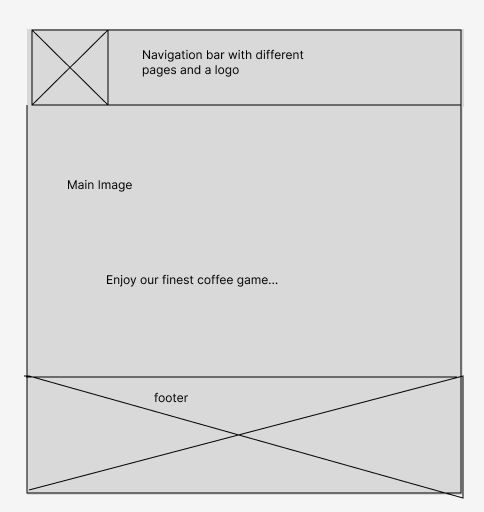 Navigation bar with different
pages and a logo
Main Image
Enjoy our finest coffee game...
footer